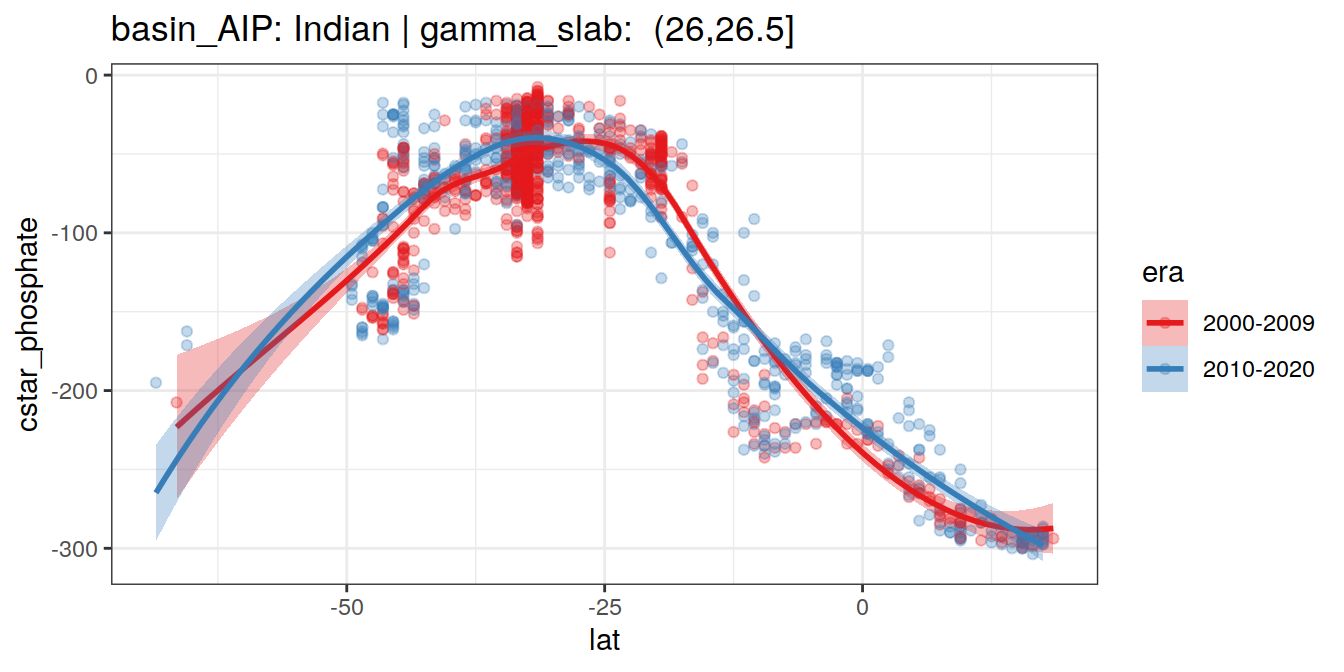 basin_AIP: Indian | gamma_slab:  (26,26.5]
cstar_phosphate
0
-100
-200
-300
-50
-25
0
lat
era
2000-2009
2010-2020